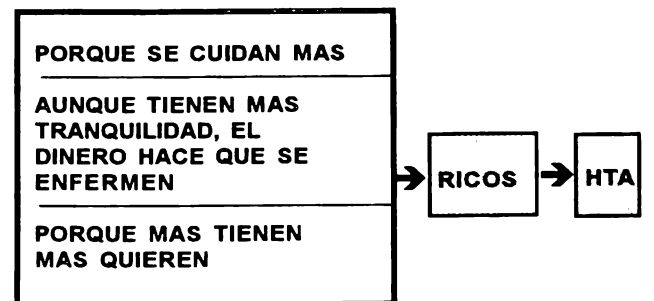 PORQUE SE CUIDAN MAS
AUNQUE TIENEN MAS
TRANQUILIDAD, EL
DINERO HACE QUE SE
ENFERMEN
PORQUE MAS TIENEN
MAS QUIEREN
RICOS
HTA